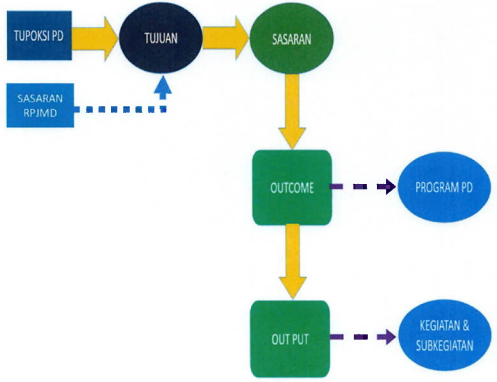 TUPOKSI PD
TUJUAN
SASARAN
SASARAN
RPJMD
OUTCOME
PROGRAM PD
OUT PUT
KEGIATAN &
SUBKEGIATAN